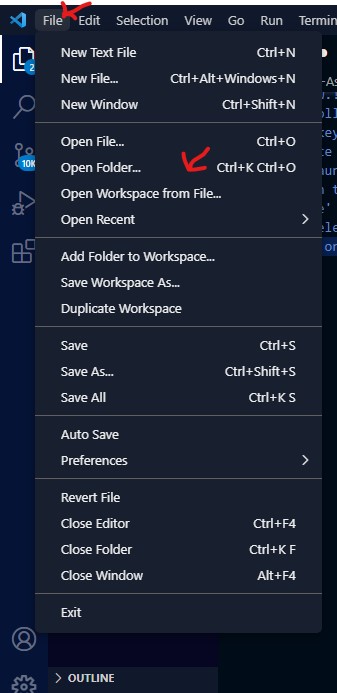 File Edit Selection View Go Run Termin
2
New Text File Ctrl+N
New File... Ctrl+Alt+Windows+N
New Window Ctrl+Shift+N
Open File... Ctrl+O
Open Folder... Ctrl+K Ctrl+O
10K
Open Workspace from File...
Open Recent
Add Folder to Workspace...
Save Workspace As...
Duplicate Workspace
Save Ctrl+S
Save As... Ctrl+Shift+S
Save All Ctrl+K S
Auto Save
Preferences
Revert File
Close Editor Ctrl+F4
Close Folder Ctrl+K F
Close Window Alt+F4
Exit
OUTLINE